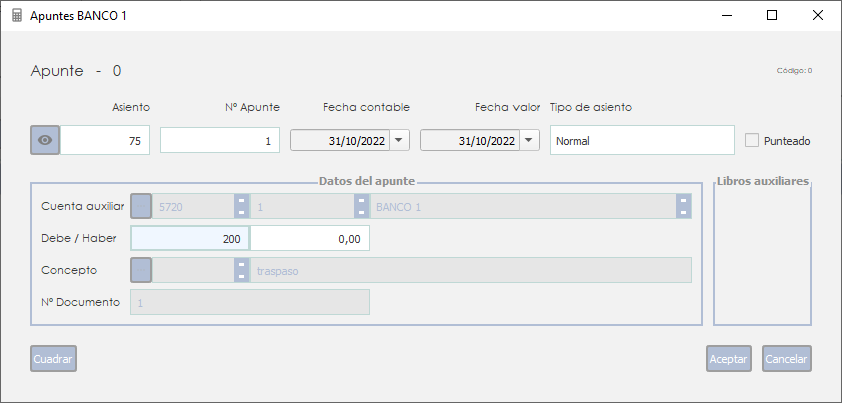 Apuntes BANCO 1
Apunte - 0
Código: 0
Asiento Nº Apunte Fecha contable Fecha valor Tipo de asiento
75 1 31/10/2022 31/10/2022 Normal Punteado
Datos del apunte Libros auxiliares
Cuenta auxiliar 5720 1 BANCO 1
Debe / Haber 200 0,00
Concepto traspaso
Nº Documento 1
Cuadrar Aceptar Cancelar